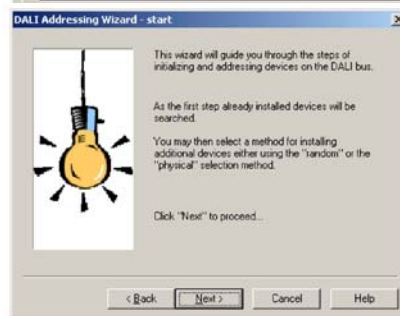 DALI Addressing Wizard - start
This wizard will guide you through the steps of
initializing and addressing devices on the DALI bus.
As the first step already installed devices will be
searched.
You may then select a method for installing
additional devices either using the "random" or the
"physical" selection method.
Click "Next" to proceed...
< Back
Next >
Cancel
Help